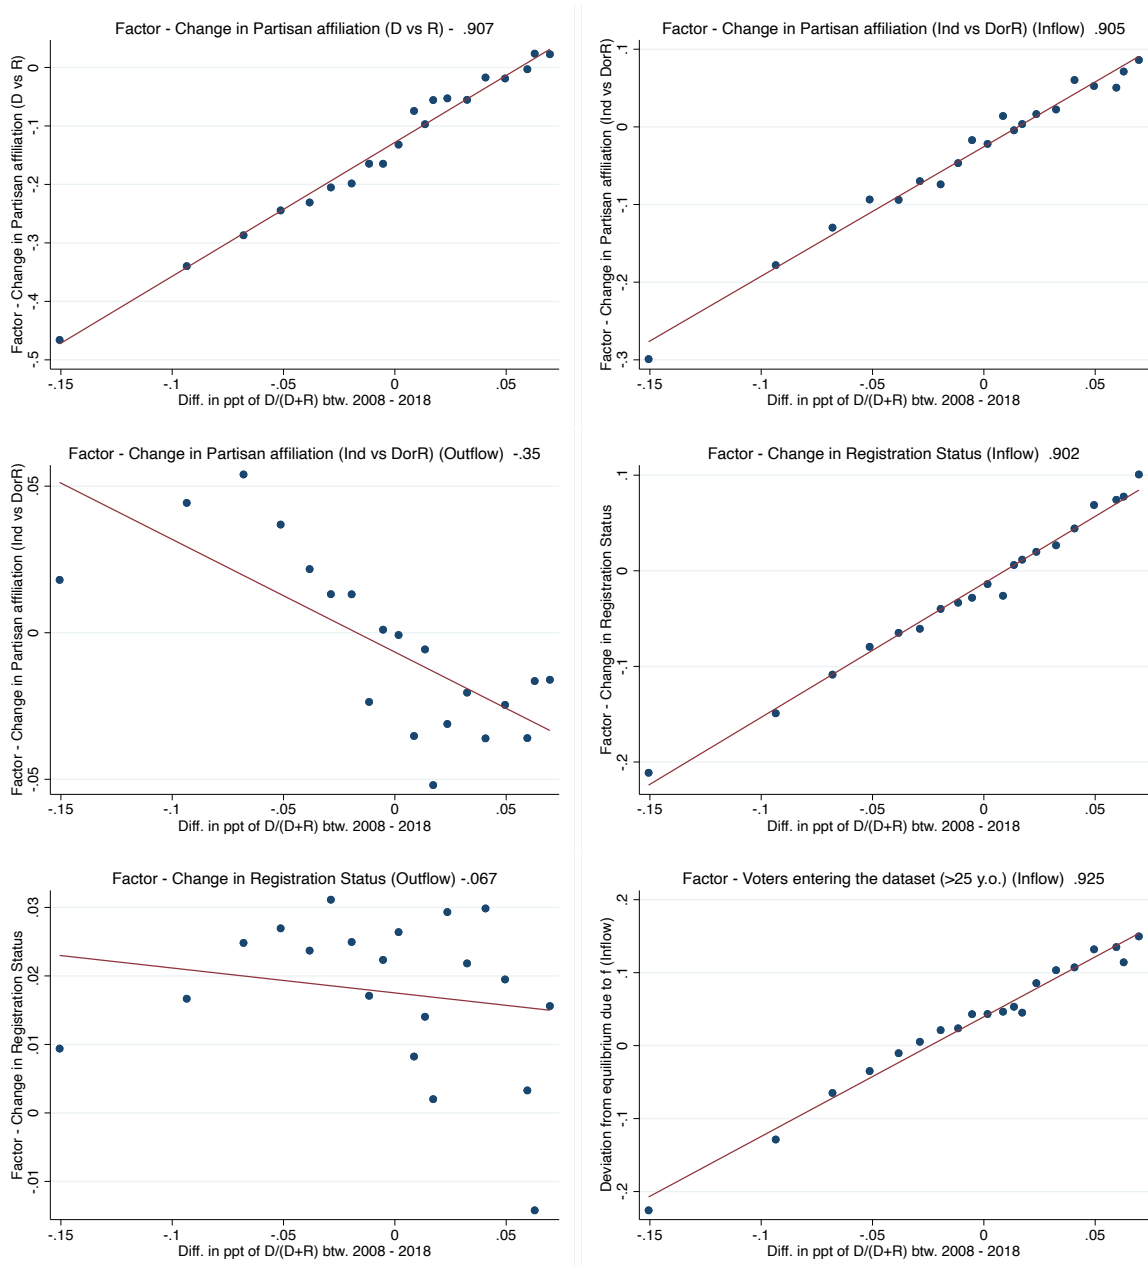 Factor - Change in Partisan affiliation (D vs R) -  .907
Factor - Change in Partisan affiliation (D vs R)
0
-.1
-.2
-.3
-.4
-.5
-.15 -.1 -.05 0 .05
Diff. in ppt of D/(D+R) btw. 2008 - 2018
Factor - Change in Partisan affiliation (Ind vs DorR) (Inflow)  .905
Factor - Change in Partisan affiliation (Ind vs DorR)
.1
0
-.1
-.2
-.3
-.15 -.1 -.05 0 .05
Diff. in ppt of D/(D+R) btw. 2008 - 2018
Factor - Change in Partisan affiliation (Ind vs DorR) (Outflow)  -.35
Factor - Change in Partisan affiliation (Ind vs DorR)
.05
0
-.05
-.15 -.1 -.05 0 .05
Diff. in ppt of D/(D+R) btw. 2008 - 2018
Factor - Change in Registration Status (Inflow)  .902
Factor - Change in Registration Status
.1
0
-.1
-.2
-.15 -.1 -.05 0 .05
Diff. in ppt of D/(D+R) btw. 2008 - 2018
Factor - Change in Registration Status (Outflow) -.067
Factor - Change in Registration Status
.03
.02
.01
0
-.01
-.15 -.1 -.05 0 .05
Diff. in ppt of D/(D+R) btw. 2008 - 2018
Factor - Voters entering the dataset (>25 y.o.) (Inflow)  .925
Deviation from equilibrium due to f (Inflow)
.2
.1
0
-.1
-.2
-.15 -.1 -.05 0 .05
Diff. in ppt of D/(D+R) btw. 2008 - 2018